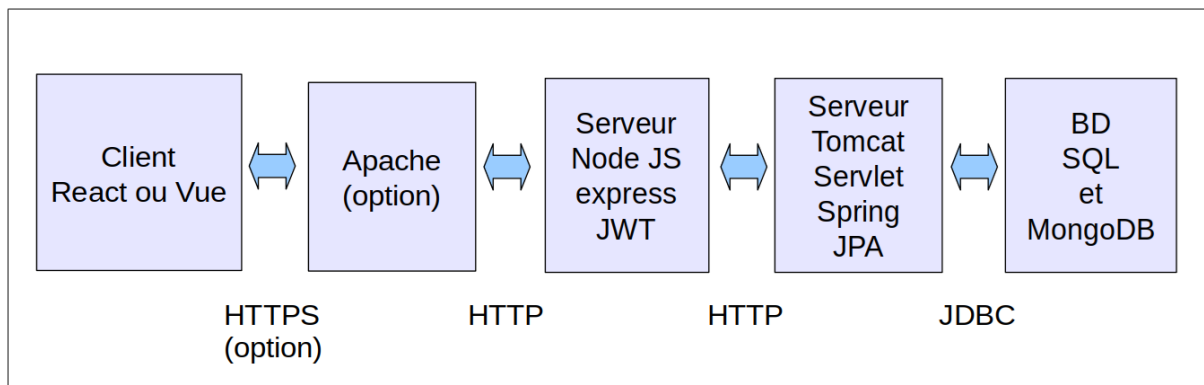 Client
React ou Vue
Apache
(option)
Serveur
Node JS
express
JWT
Serveur
Tomcat
Servlet
Spring
JPA
BD
SQL
et
MongoDB
HTTPS
(option)
HTTP
HTTP
JDBC